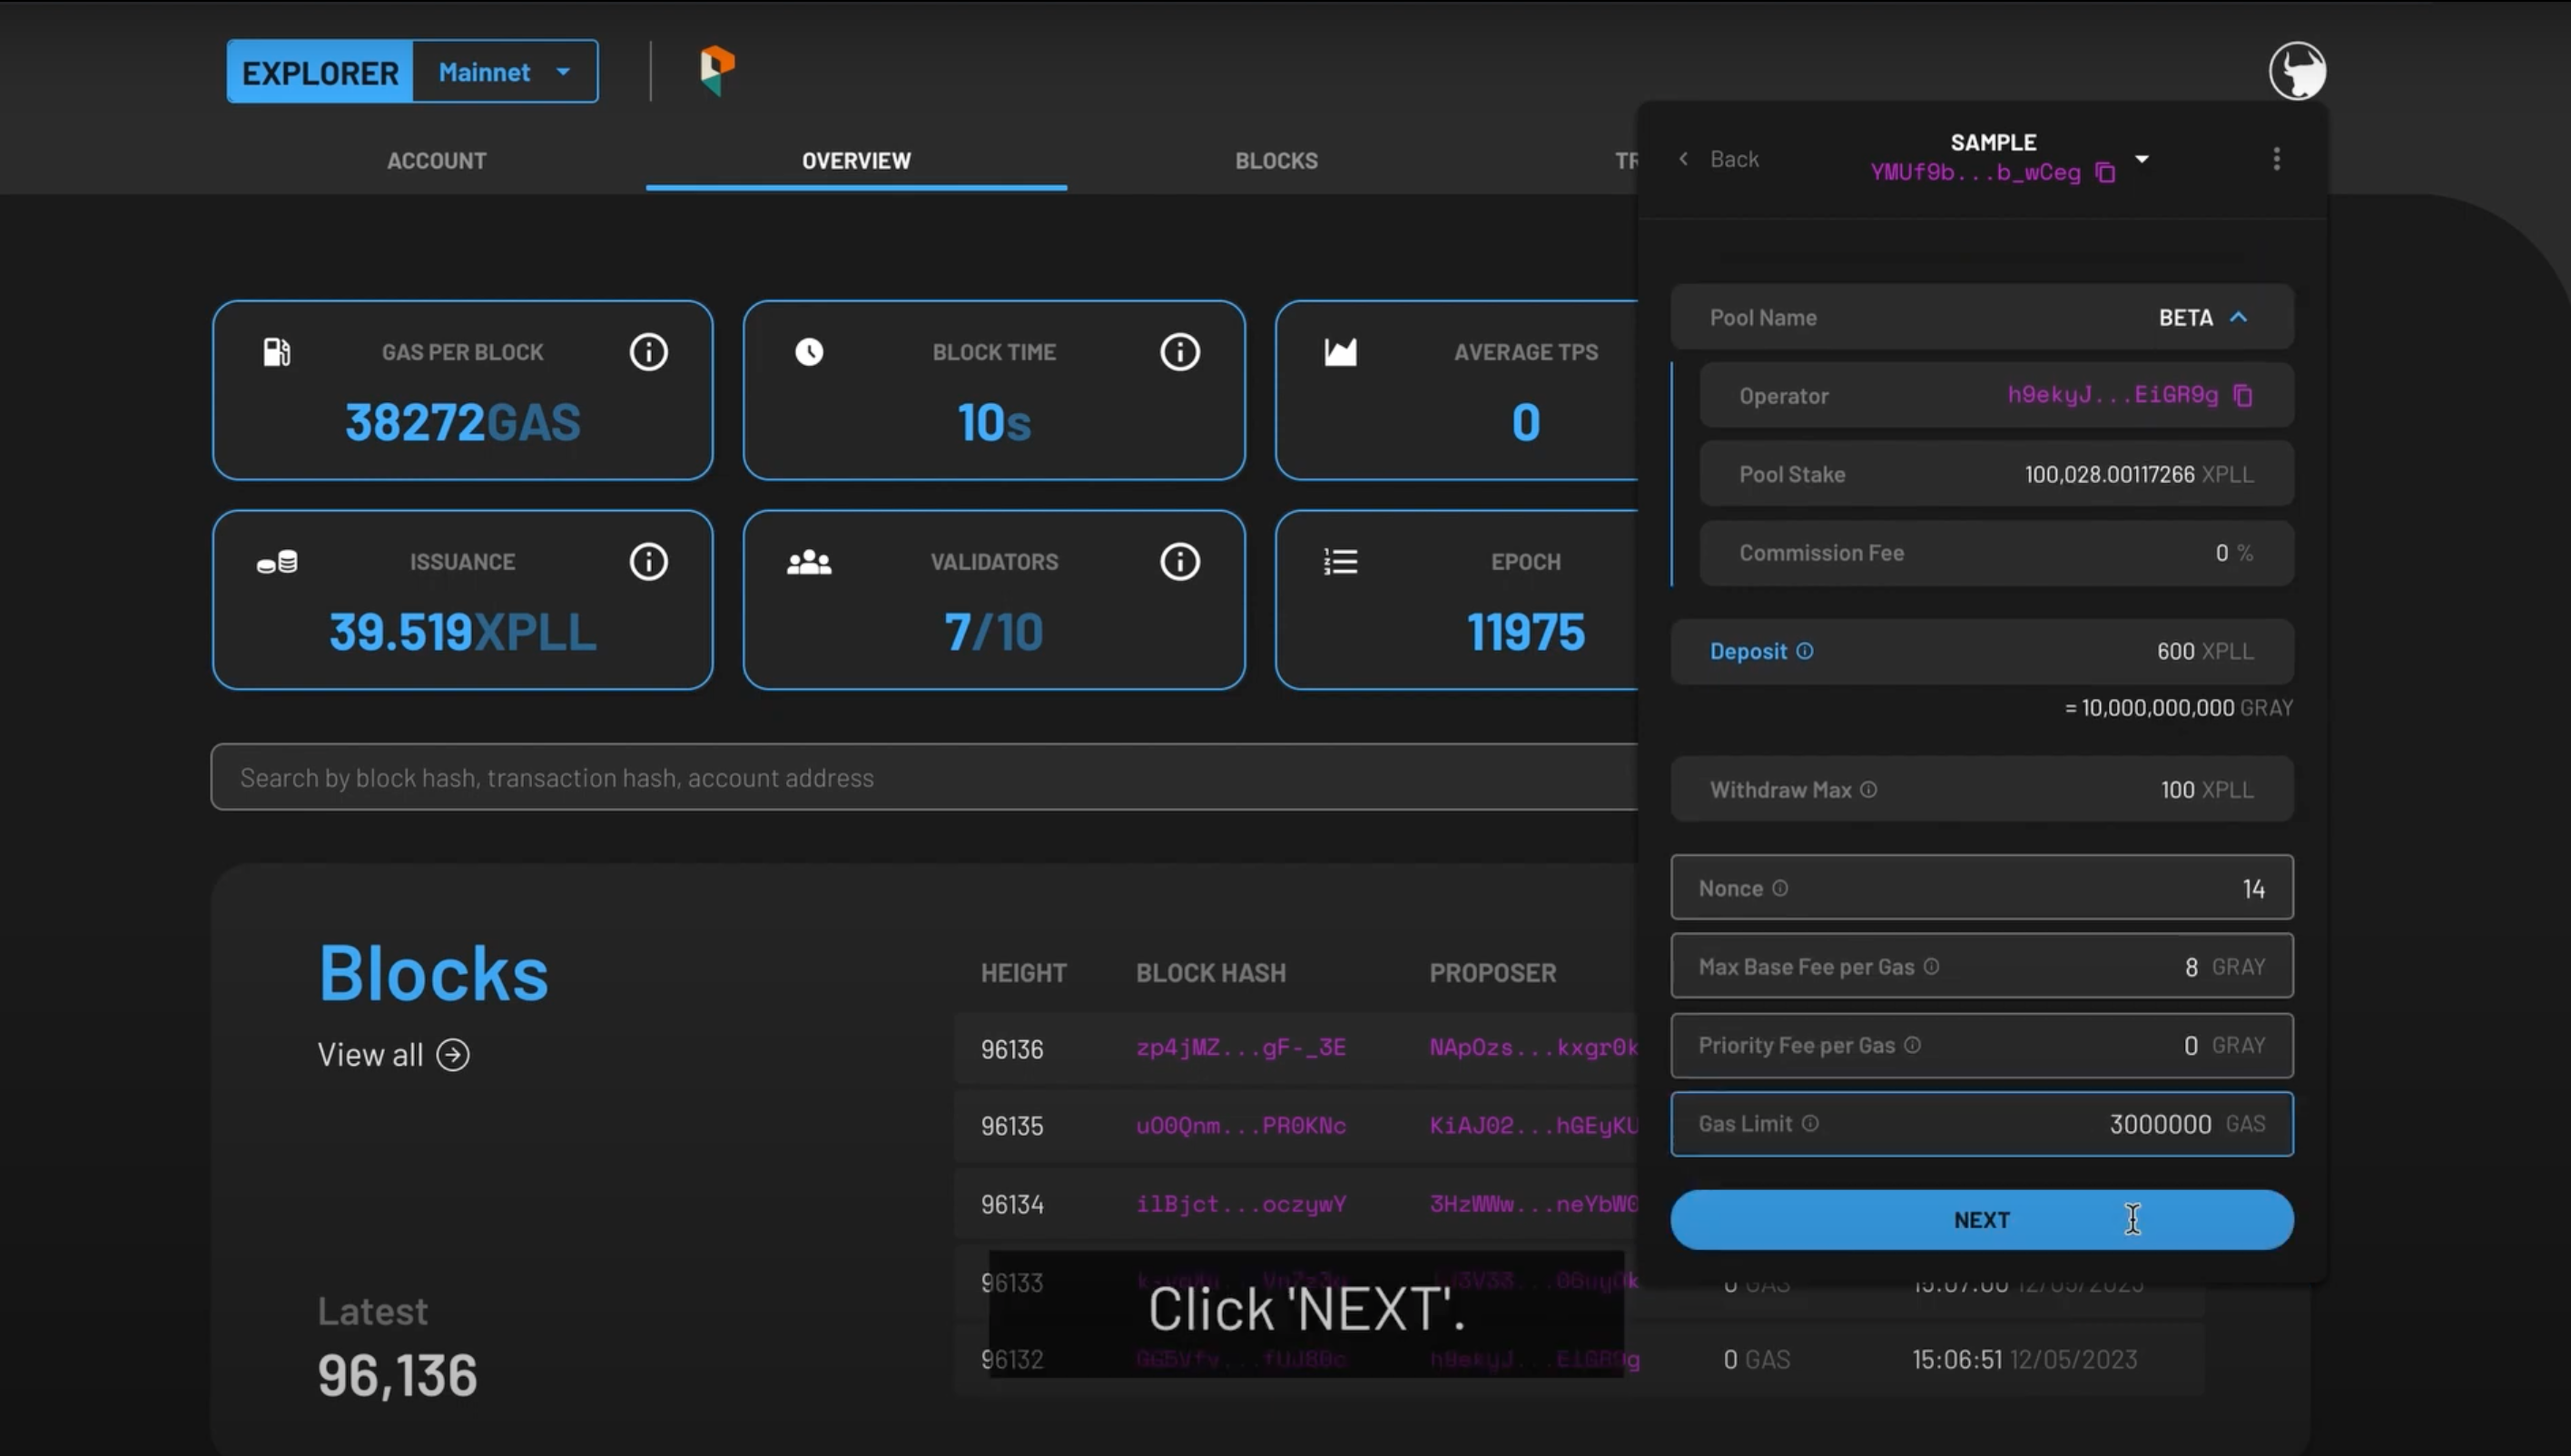 EXPLORER Mainnet
ACCOUNT OVERVIEW BLOCKS TR
GAS PER BLOCK
38272GAS
BLOCK TIME
10s
AVERAGE TPS
0
ISSUANCE
39.519XPLL
VALIDATORS
7/10
EPOCH
11975
Search by block hash, transaction hash, account address
Blocks
View all
Latest
96,136
HEIGHT BLOCK HASH PROPOSER
96136 zp4jMZ...gF-_3E NApOzs...kxgr0k
96135 uO0Qnm...PR0KNc KiAJ02...hGEyKU
96134 ilBjct...oczywY 3HzWWw...neYbW0
96133 0 GAS 15:07:00 12/05/2023
96132 GG5Vfv...fUJ80c h9ekyJ...EiGR9g 0 GAS 15:06:51 12/05/2023
Click 'NEXT'.
Back
SAMPLE
YMUf9b...b_wCeg
Pool Name BETA
Operator h9ekyJ...EiGR9g
Pool Stake 100,028.00117266 XPLL
Commission Fee 0 %
Deposit 600 XPLL
= 10,000,000,000 GRAY
Withdraw Max 100 XPLL
Nonce 14
Max Base Fee per Gas 8 GRAY
Priority Fee per Gas 0 GRAY
Gas Limit 3000000 GAS
NEXT